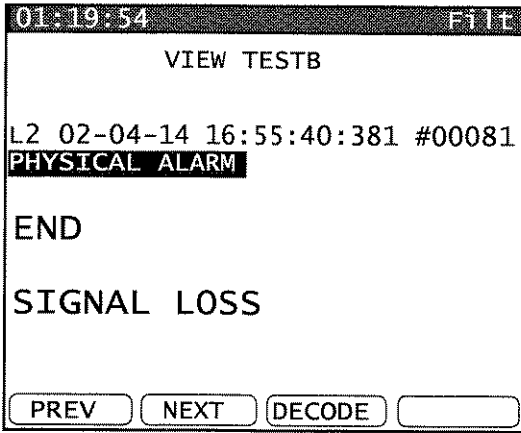 01:19:54 Filt
VIEW TESTB
L2 02-04-14 16:55:40:381 #00081
PHYSICAL ALARM
END
SIGNAL LOSS
PREV NEXT DECODE